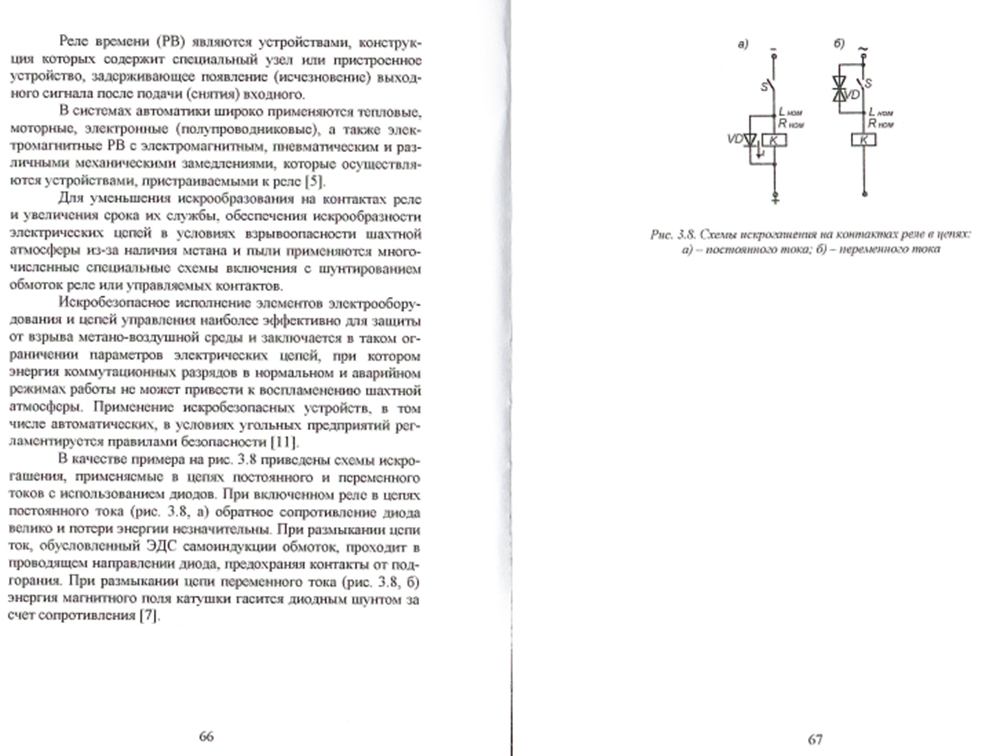 Реле времени (РВ) являются устройствами, конструк-
ция которых содержит специальный узел или пристроенное
устройство, задерживающее появление (исчезновение) выход-
ного сигнала после подачи (снятия) входного.
В системах автоматики широко применяются тепловые,
моторные, электронные (полупроводниковые), а также элек-
тромагнитные РВ с электромагнитным, пневматическим и раз-
личными механическими замедлениями, которые осуществля-
ются устройствами, пристраиваемыми к реле [5].
Для уменьшения искрообразования на контактах реле
и увеличения срока их службы, обеспечения искрообразности
электрических цепей в условиях взрывоопасности шахтной
атмосферы из-за наличия метана и пыли применяются много-
численные специальные схемы включения с шунтированием
обмоток реле или управляемых контактов.
Искробезопасное исполнение элементов электрообору-
дования и цепей управления наиболее эффективно для защиты
от взрыва метано-воздушной среды и заключается в таком ог-
раничении параметров электрических цепей, при котором
энергия коммутационных разрядов в нормальном и аварийном
режимах работы не может привести к воспламенению шахтной
атмосферы. Применение искробезопасных устройств, в том
числе автоматических, в условиях угольных предприятий рег-
ламентируется правилами безопасности [11].
В качестве примера на рис. 3.8 приведены схемы искро-
гашения, применяемые в цепях постоянного и переменного
токов с использованием диодов. При включенном реле в цепях
постоянного тока (рис. 3.8, а) обратное сопротивление диода
велико и потери энергии незначительны. При размыкании цепи
ток, обусловленный ЭДС самоиндукции обмоток, проходит в
проводящем направлении диода, предохраняя контакты от под-
горания. При размыкании цепи переменного тока (рис. 3.8, б)
энергия магнитного поля катушки гасится диодным шунтом за
счет сопротивления [7].
66
а) - б) ~
S VD S
L ном L ном
R ном R ном
VD K K
+
Рис. 3.8. Схемы искрогашения на контактах реле в цепях:
а) – постоянного тока; б) – переменного тока
67